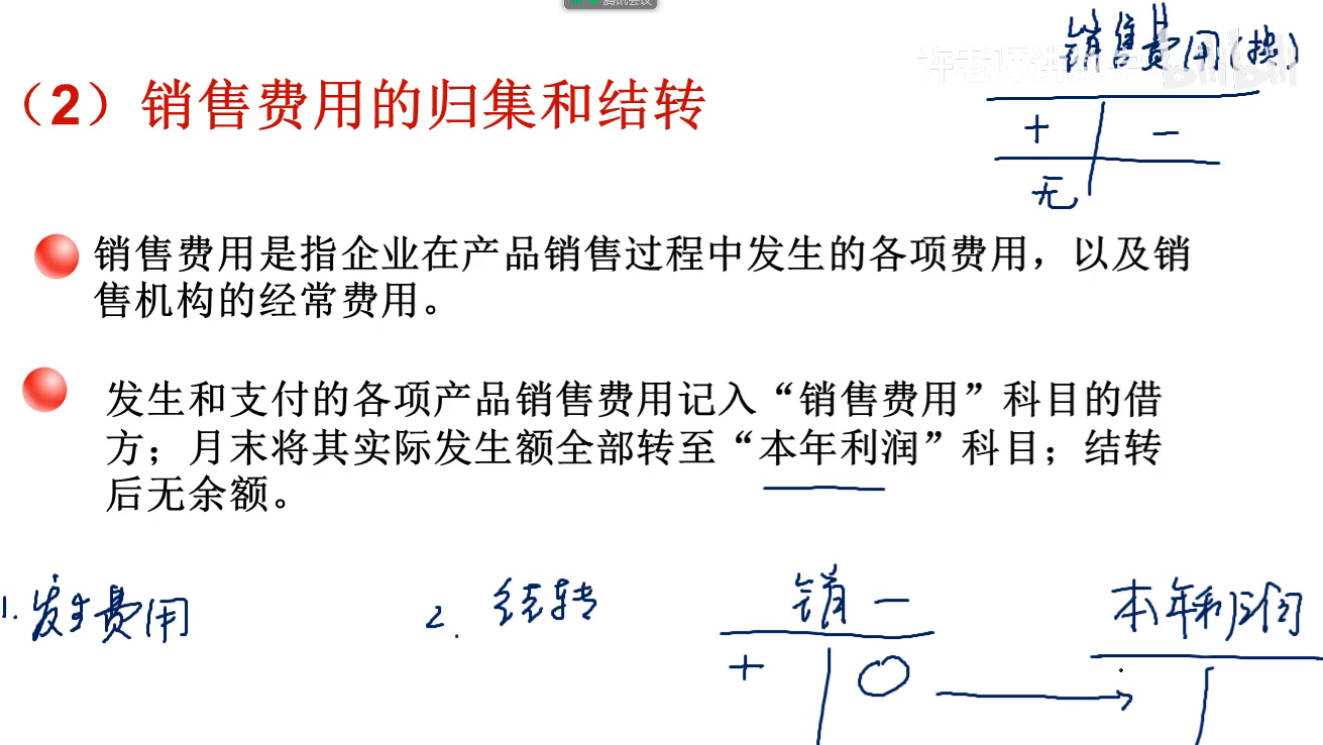 腾讯会议
销售费用(损)
bilibili
（2）销售费用的归集和结转
+ −
无
销售费用是指企业在产品销售过程中发生的各项费用，以及销
售机构的经常费用。
发生和支付的各项产品销售费用记入“销售费用”科目的借
方；月末将其实际发生额全部转至“本年利润”科目；结转
后无余额。
1. 发生费用 2. 结转 销一 本年利润
+ 0